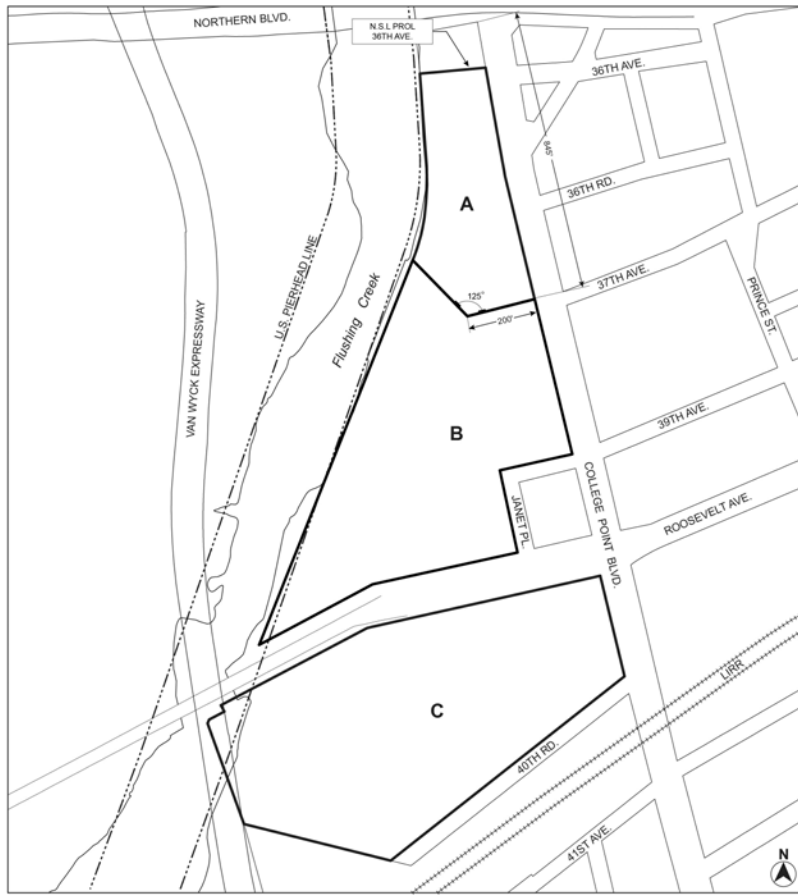 NORTHERN BLVD.
N.S.L PROL
36TH AVE.
36TH AVE.
845'
36TH RD.
A
U.S. PIERHEAD LINE
Flushing Creek
125°
200'
37TH AVE.
PRINCE ST.
VAN WYCK EXPRESSWAY
B
39TH AVE.
JANET PL.
COLLEGE POINT BLVD.
ROOSEVELT AVE.
LIRR
C
40TH RD.
41ST AVE.
N